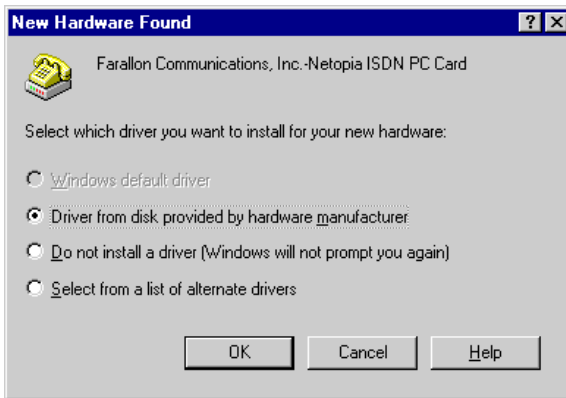 New Hardware Found
Farallon Communications, Inc.-Netopia ISDN PC Card
Select which driver you want to install for your new hardware:
Windows default driver
Driver from disk provided by hardware manufacturer
Do not install a driver (Windows will not prompt you again)
Select from a list of alternate drivers
OK Cancel Help